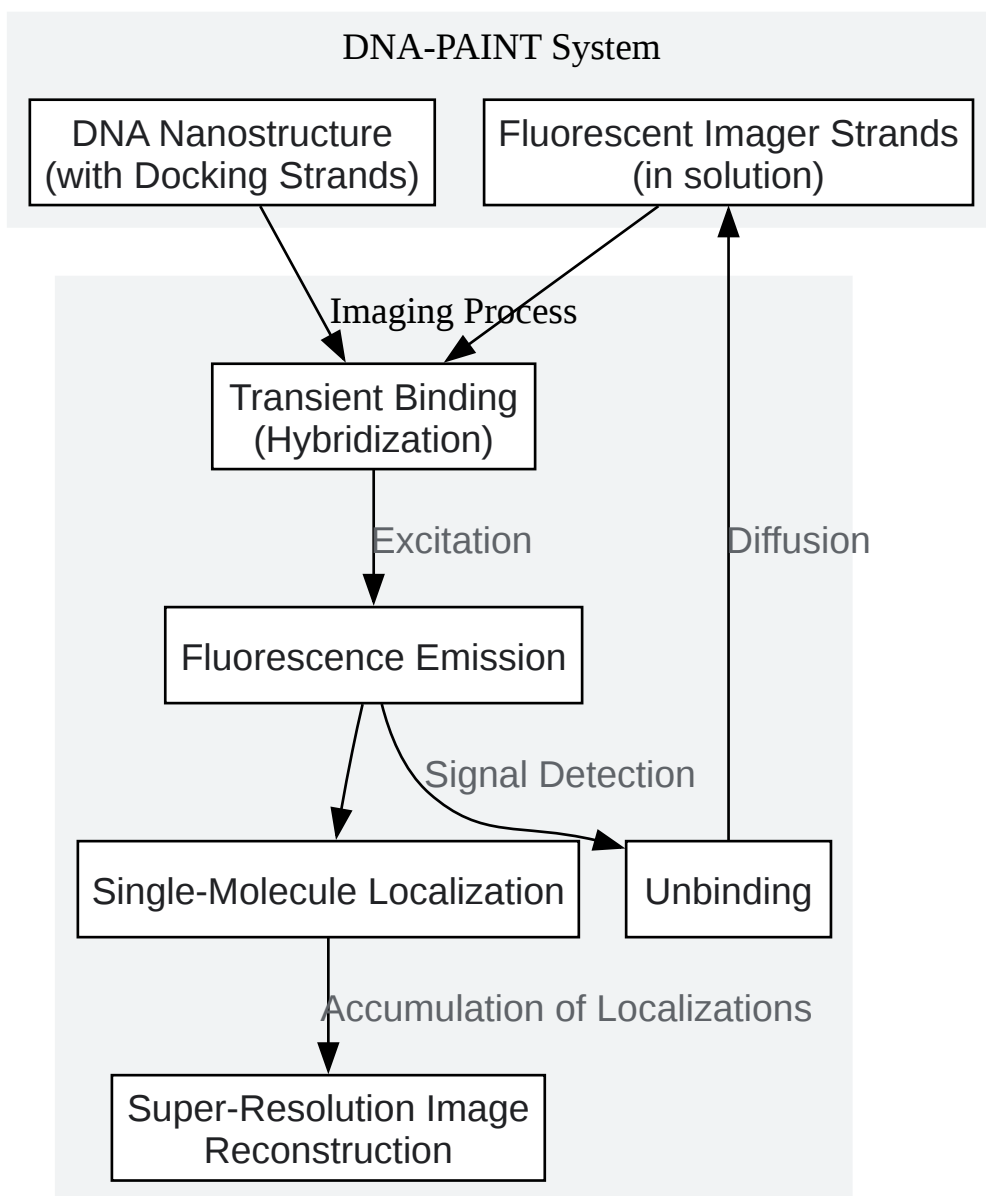 DNA-PAINT System
DNA Nanostructure
(with Docking Strands)
Fluorescent Imager Strands
(in solution)
Imaging Process
Transient Binding
(Hybridization)
Excitation
Diffusion
Fluorescence Emission
Signal Detection
Single-Molecule Localization
Unbinding
Accumulation of Localizations
Super-Resolution Image
Reconstruction